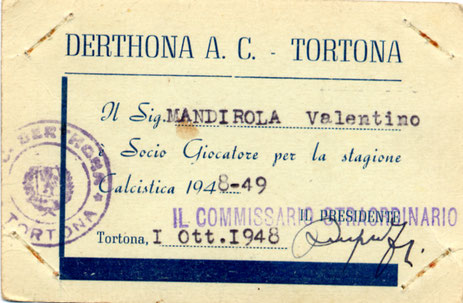 DERTHONA A. C. - TORTONA
Il Sig. MANDIROLA Valentino
Socio Giocatore per la stagione
Calcistica 1948-49
IL PRESIDENTE
IL COMMISSARIO STRAORDINARIO
Tortona, I Ott.1948
DERTHONA
TORTONA